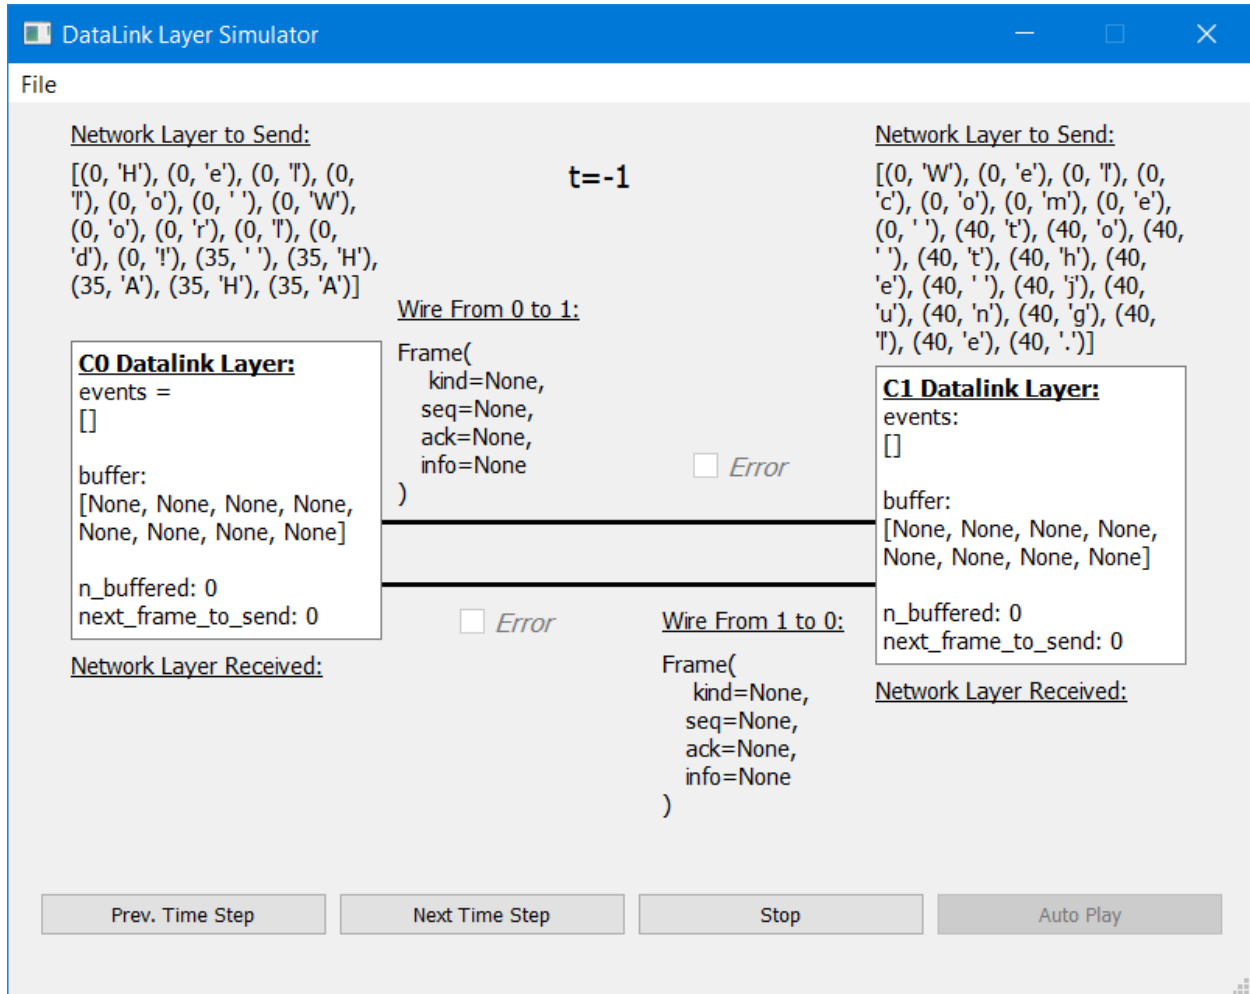 DataLink Layer Simulator
File
Network Layer to Send:
[(0, 'H'), (0, 'e'), (0, 'l'), (0,
'l'), (0, 'o'), (0, ' '), (0, 'W'),
(0, 'o'), (0, 'r'), (0, 'l'), (0,
'd'), (0, '!'), (35, ' '), (35, 'H'),
(35, 'A'), (35, 'H'), (35, 'A')]
t=-1
Network Layer to Send:
[(0, 'W'), (0, 'e'), (0, 'l'), (0,
'c'), (0, 'o'), (0, 'm'), (0, 'e'),
(0, ' '), (40, 't'), (40, 'o'), (40,
' '), (40, 't'), (40, 'h'), (40,
'e'), (40, ' '), (40, 'j'), (40,
'u'), (40, 'n'), (40, 'g'), (40,
'l'), (40, 'e'), (40, '.')]
C0 Datalink Layer:
events =
[]
buffer:
[None, None, None, None,
None, None, None, None]
n_buffered: 0
next_frame_to_send: 0
Network Layer Received:
Wire From 0 to 1:
Frame(
kind=None,
seq=None,
ack=None,
info=None
)
Error
Error
Wire From 1 to 0:
Frame(
kind=None,
seq=None,
ack=None,
info=None
)
C1 Datalink Layer:
events:
[]
buffer:
[None, None, None, None,
None, None, None, None]
n_buffered: 0
next_frame_to_send: 0
Network Layer Received:
Prev. Time Step
Next Time Step
Stop
Auto Play